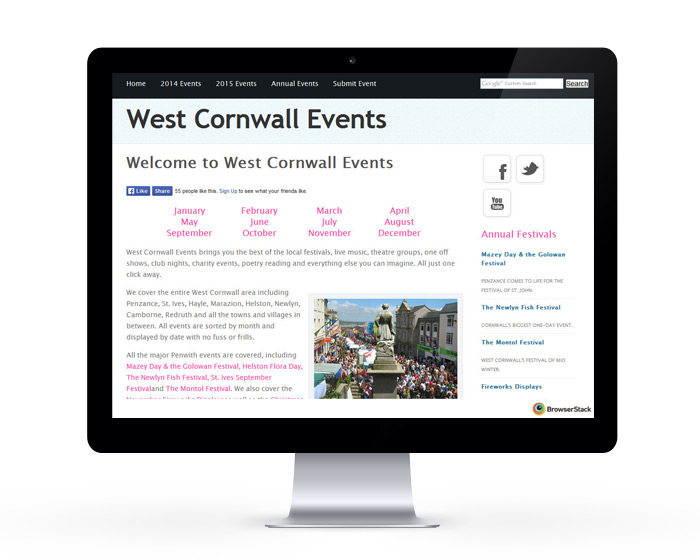 Home 2014 Events 2015 Events Annual Events Submit Event
Google™ Custom Search Search
West Cornwall Events
Welcome to West Cornwall Events
Like Share 55 people like this. Sign Up to see what your friends like.
January February March April
May June July August
September October November December
West Cornwall Events brings you the best of the local festivals, live music, theatre groups, one off
shows, club nights, charity events, poetry reading and everything else you can imagine. All just one
click away.
We cover the entire West Cornwall area including
Penzance, St. Ives, Hayle, Marazion, Helston, Newlyn,
Camborne, Redruth and all the towns and villages in
between. All events are sorted by month and
displayed by date with no fuss or frills.
All the major Penwith events are covered, including
Mazey Day & the Golowan Festival, Helston Flora Day,
The Newlyn Fish Festival, St. Ives September
Festivaland The Montol Festival. We also cover the
November Fireworks Displays as well as the Christmas
You
Tube
Annual Festivals
Mazey Day & the Golowan
Festival
PENZANCE COMES TO LIFE FOR THE
FESTIVAL OF ST. JOHN.
The Newlyn Fish Festival
CORNWALL'S BIGGEST ONE-DAY EVENT.
The Montol Festival
WEST CORNWALL'S FESTIVAL OF MID
WINTER.
Fireworks Displays
BrowserStack